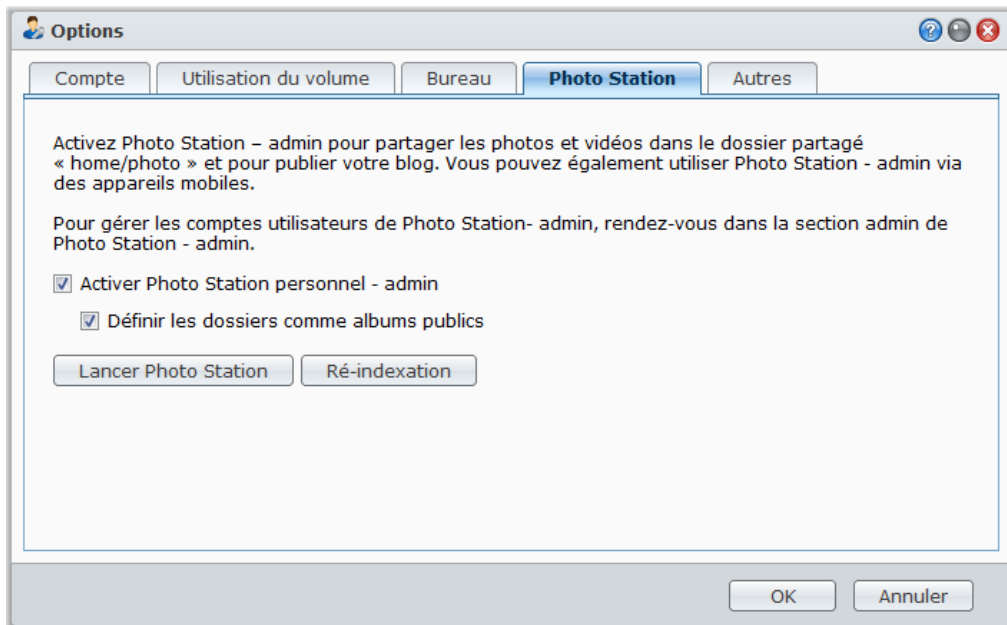 Options
Compte
Utilisation du volume
Bureau
Photo Station
Autres
Activez Photo Station – admin pour partager les photos et vidéos dans le dossier partagé
« home/photo » et pour publier votre blog. Vous pouvez également utiliser Photo Station - admin via
des appareils mobiles.
Pour gérer les comptes utilisateurs de Photo Station- admin, rendez-vous dans la section admin de
Photo Station - admin.
Activer Photo Station personnel - admin
Définir les dossiers comme albums publics
Lancer Photo Station
Ré-indexation
OK
Annuler